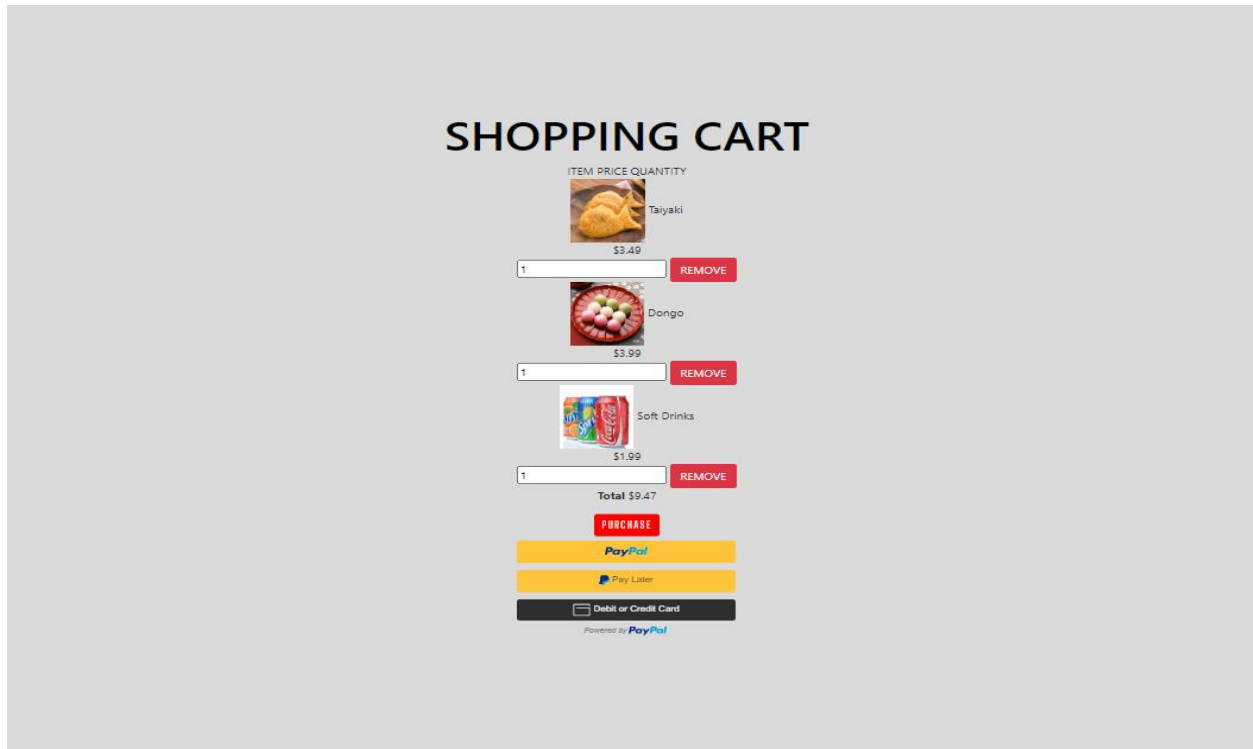 SHOPPING CART
ITEM PRICE QUANTITY
Taiyaki
$3.49
1 REMOVE
Dongo
$3.99
1 REMOVE
Soft Drinks
$1.99
1 REMOVE
Total $9.47
PURCHASE
PayPal
Pay Later
Debit or Credit Card
Powered by PayPal